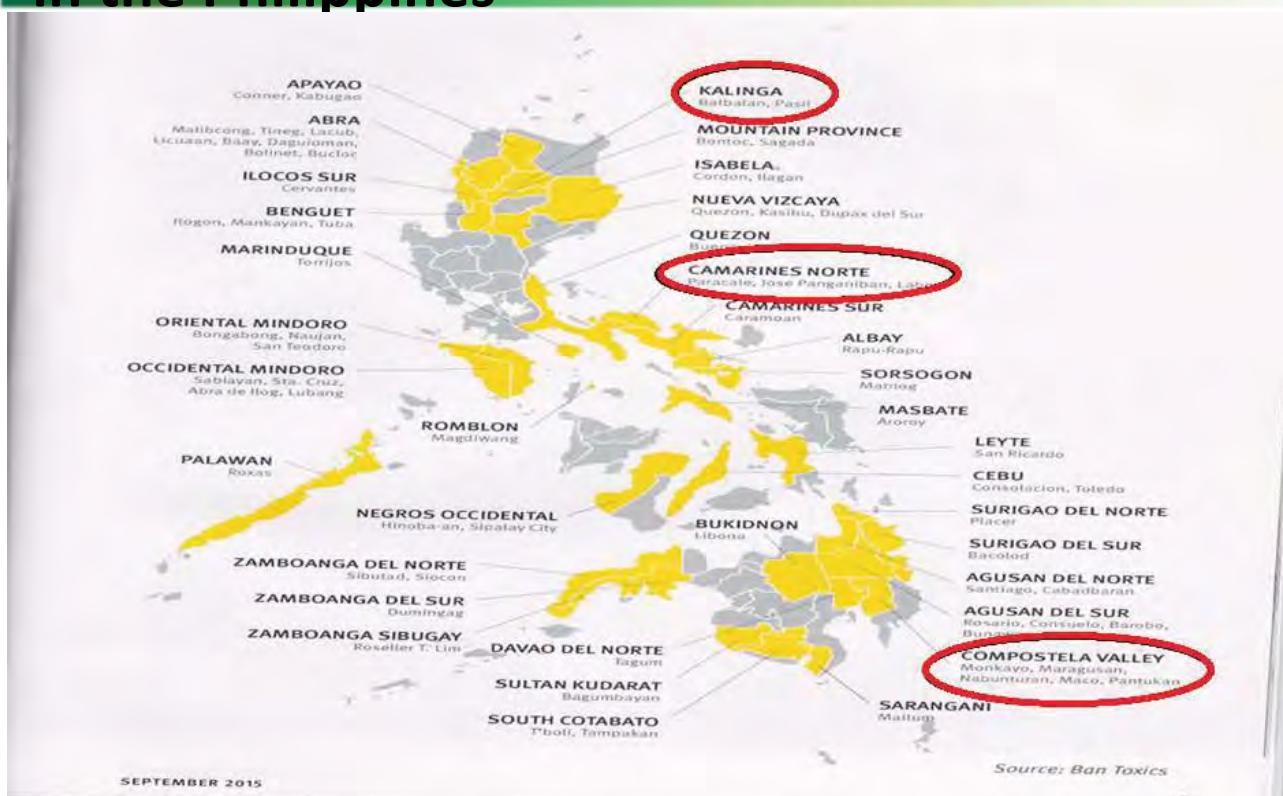 in the Philippines
APAYAO
Conner, Kabugao
ABRA
Malibcong, Tineg, Lacub,
Licuaan, Baay, Daguioman,
Bolinet, Bucloc
ILOCOS SUR
Cervantes
BENGUET
Itogon, Mankayan, Tuba
MARINDUQUE
Torrijos
ORIENTAL MINDORO
Bongabong, Naujan,
San Teodoro
OCCIDENTAL MINDORO
Sablayan, Sta. Cruz,
Abra de Ilog, Lubang
ROMBLON
Magdiwang
PALAWAN
Roxas
NEGROS OCCIDENTAL
Hinoba-an, Sipalay City
ZAMBOANGA DEL NORTE
Sibutad, Siocon
ZAMBOANGA DEL SUR
Dumingag
ZAMBOANGA SIBUGAY
Roseller T. Lim
DAVAO DEL NORTE
Tagum
SULTAN KUDARAT
Bagumbayan
SOUTH COTABATO
T'boli, Tampakan
KALINGA
Balbalan, Pasil
MOUNTAIN PROVINCE
Bontoc, Sagada
ISABELA
Cordon, Ilagan
NUEVA VIZCAYA
Quezon, Kasibu, Dupax del Sur
QUEZON
CAMARINES NORTE
Paracale, Jose Panganiban,
CAMARINES SUR
Caramoan
ALBAY
Rapu-Rapu
SORSOGON
Matnog
MASBATE
Aroroy
LEYTE
San Ricardo
CEBU
Consolacion, Toledo
BUKIDNON
Libona
SURIGAO DEL NORTE
Placer
SURIGAO DEL SUR
Bacolod
AGUSAN DEL NORTE
Santiago, Cabadbaran
AGUSAN DEL SUR
Rosario, Consuelo, Barobo,
COMPOSTELA VALLEY
Monkayo, Maragusan,
Nabunturan, Maco, Pantukan
SARANGANI
Maitum
Source: Ban Toxics
SEPTEMBER 2015